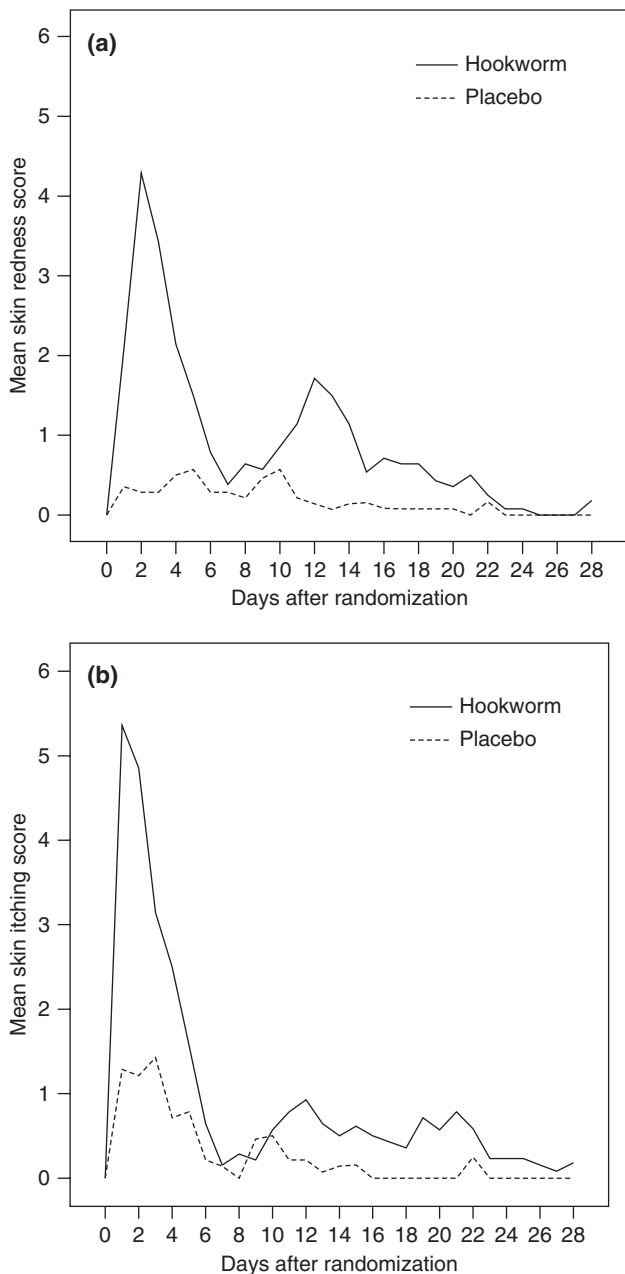 (a)
Hookworm
Placebo
Mean skin redness score
6
5
4
3
2
1
0
0 2 4 6 8 10 12 14 16 18 20 22 24 26 28
Days after randomization
(b)
Hookworm
Placebo
Mean skin itching score
6
5
4
3
2
1
0
0 2 4 6 8 10 12 14 16 18 20 22 24 26 28
Days after randomization